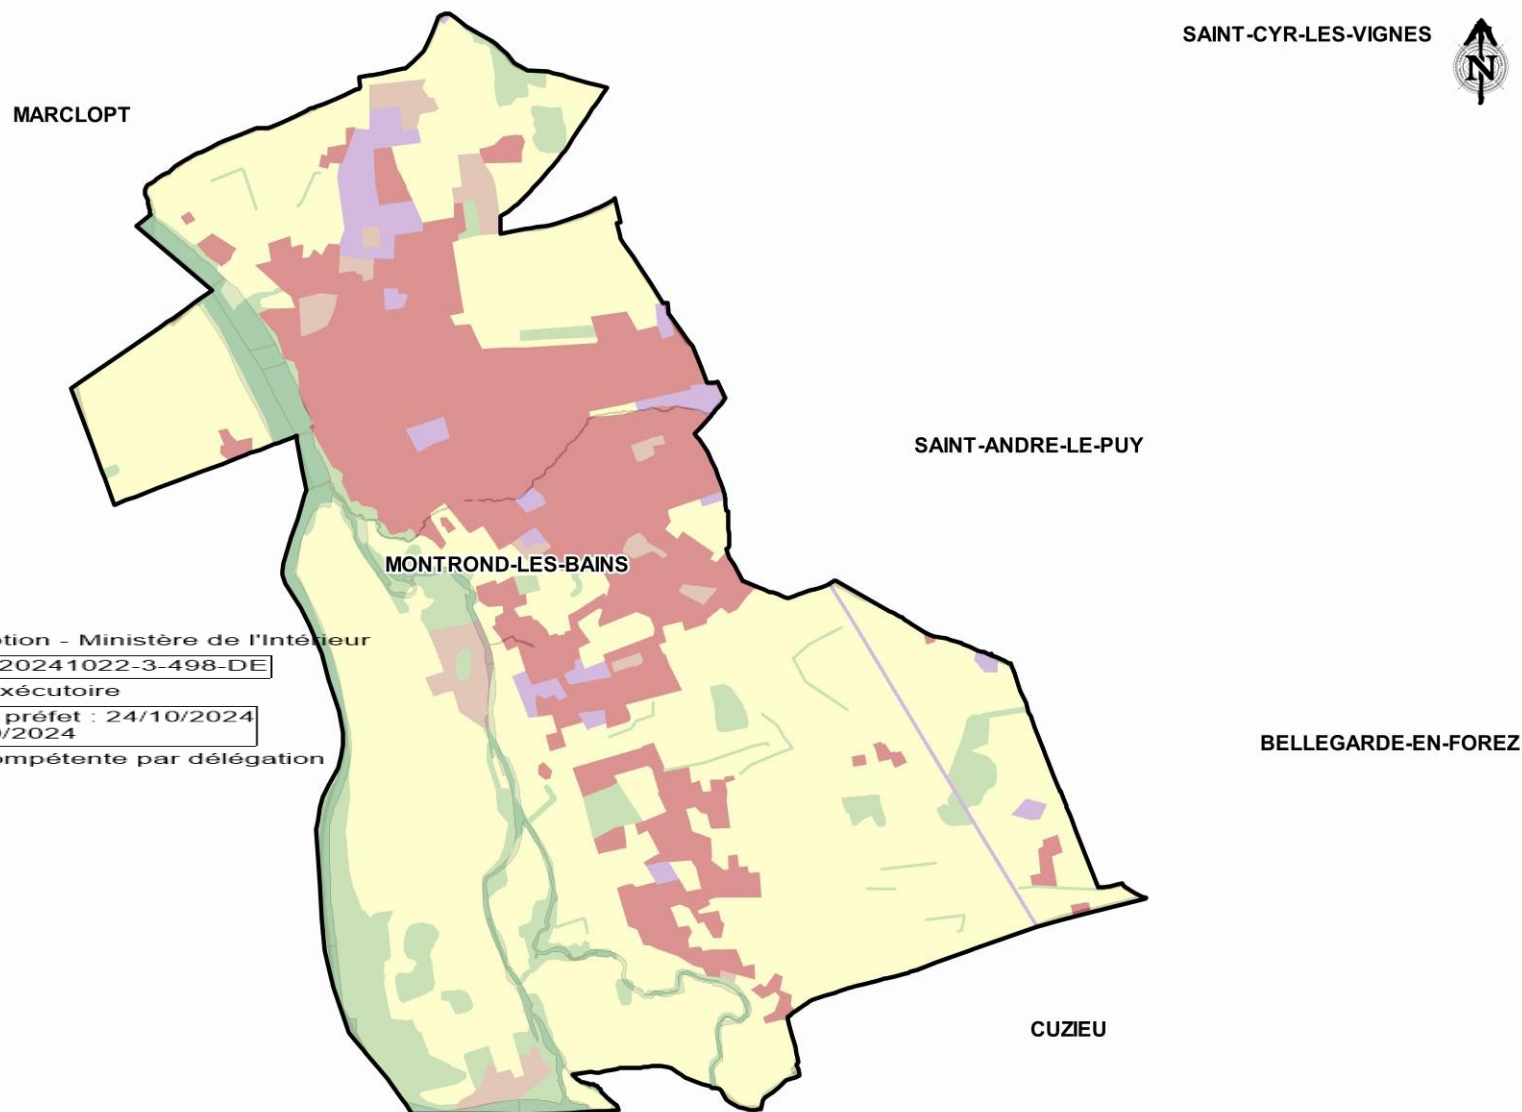 SAINT-CYR-LES-VIGNES
N
MARCLOPT
SAINT-ANDRE-LE-PUY
MONTROND-LES-BAINS
tion - Ministère de l'Intérieur
20241022-3-498-DE
xécutoire
préfet : 24/10/2024
/2024
ompétente par délégation
BELLEGARDE-EN-FOREZ
CUZIEU